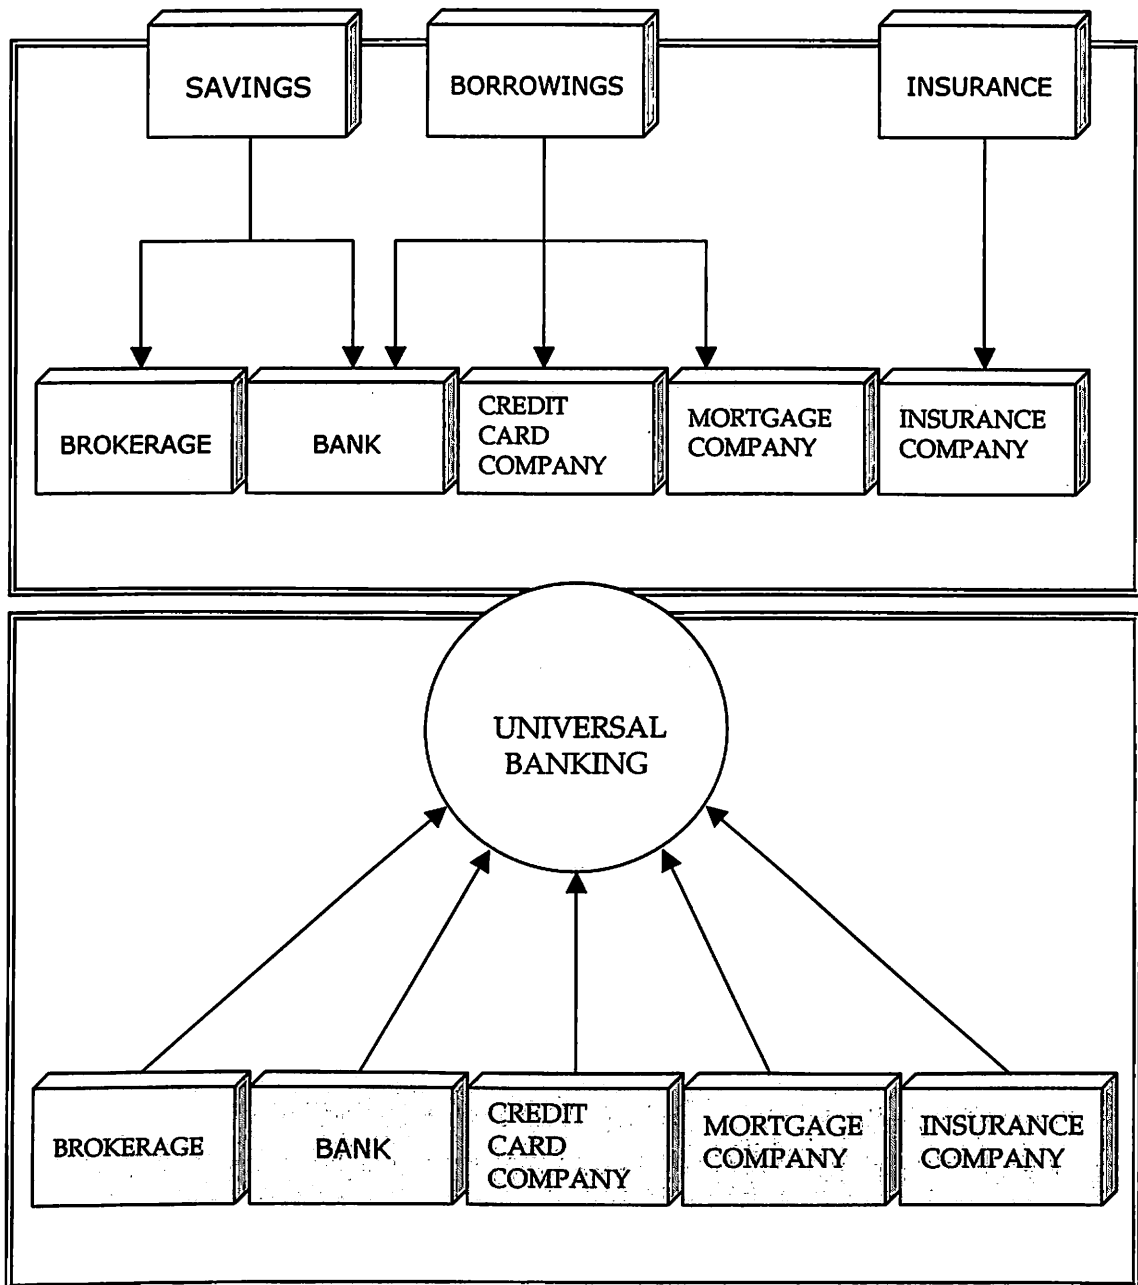 SAVINGS
BORROWINGS
INSURANCE
BROKERAGE
BANK
CREDIT
CARD
COMPANY
MORTGAGE
COMPANY
INSURANCE
COMPANY
UNIVERSAL
BANKING
BROKERAGE
BANK
CREDIT
CARD
COMPANY
MORTGAGE
COMPANY
INSURANCE
COMPANY